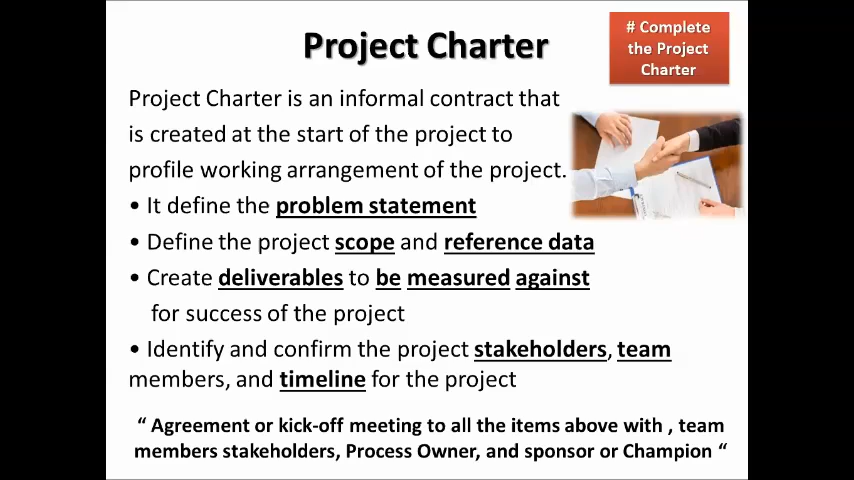 Project Charter
# Complete
the Project
Charter
Project Charter is an informal contract that
is created at the start of the project to
profile working arrangement of the project.
• It define the problem statement
• Define the project scope and reference data
• Create deliverables to be measured against
for success of the project
• Identify and confirm the project stakeholders, team
members, and timeline for the project
“ Agreement or kick-off meeting to all the items above with , team
members stakeholders, Process Owner, and sponsor or Champion “